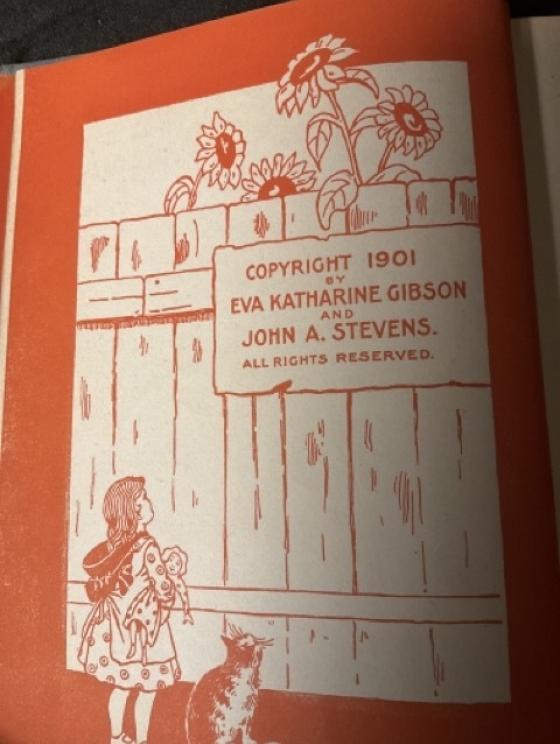 COPYRIGHT 1901
BY
EVA KATHARINE GIBSON
AND
JOHN A. STEVENS.
ALL RIGHTS RESERVED.